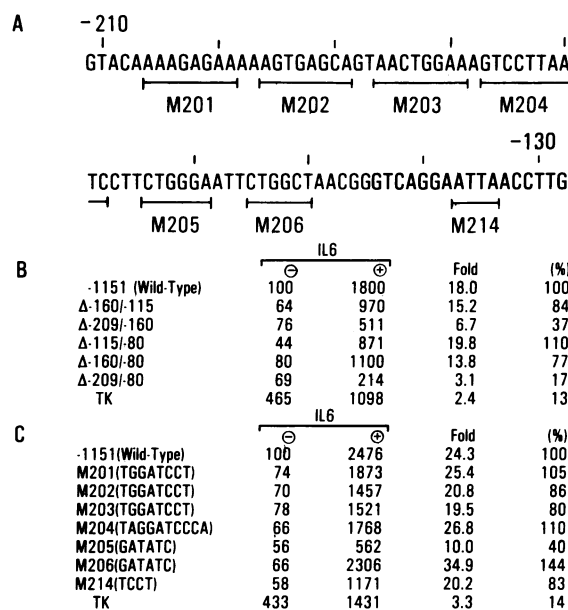 A
-210
GTACAAAAGAGAAAAAGTGAGCAGTAACTGGAAAGTCCTTAA
M201 M202 M203 M204
-130
TCCTTCTGGGAATTCTGGCTAACGGGTCAGGAATTAACCTTG
M205 M206 M214
B IL6
⊖ ⊕ Fold (%)
-1151 (Wild-Type) 100 1800 18.0 100
Δ-160/-115 64 970 15.2 84
Δ-209/-160 76 511 6.7 37
Δ-115/-80 44 871 19.8 110
Δ-160/-80 80 1100 13.8 77
Δ-209/-80 69 214 3.1 17
TK 465 1098 2.4 13
C IL6
⊖ ⊕ Fold (%)
-1151(Wild-Type) 100 2476 24.3 100
M201(TGGATCCT) 74 1873 25.4 105
M202(TGGATCCT) 70 1457 20.8 86
M203(TGGATCCT) 78 1521 19.5 80
M204(TAGGATCCCA) 66 1768 26.8 110
M205(GATATC) 56 562 10.0 40
M206(GATATC) 66 2306 34.9 144
M214(TCCT) 58 1171 20.2 83
TK 433 1431 3.3 14